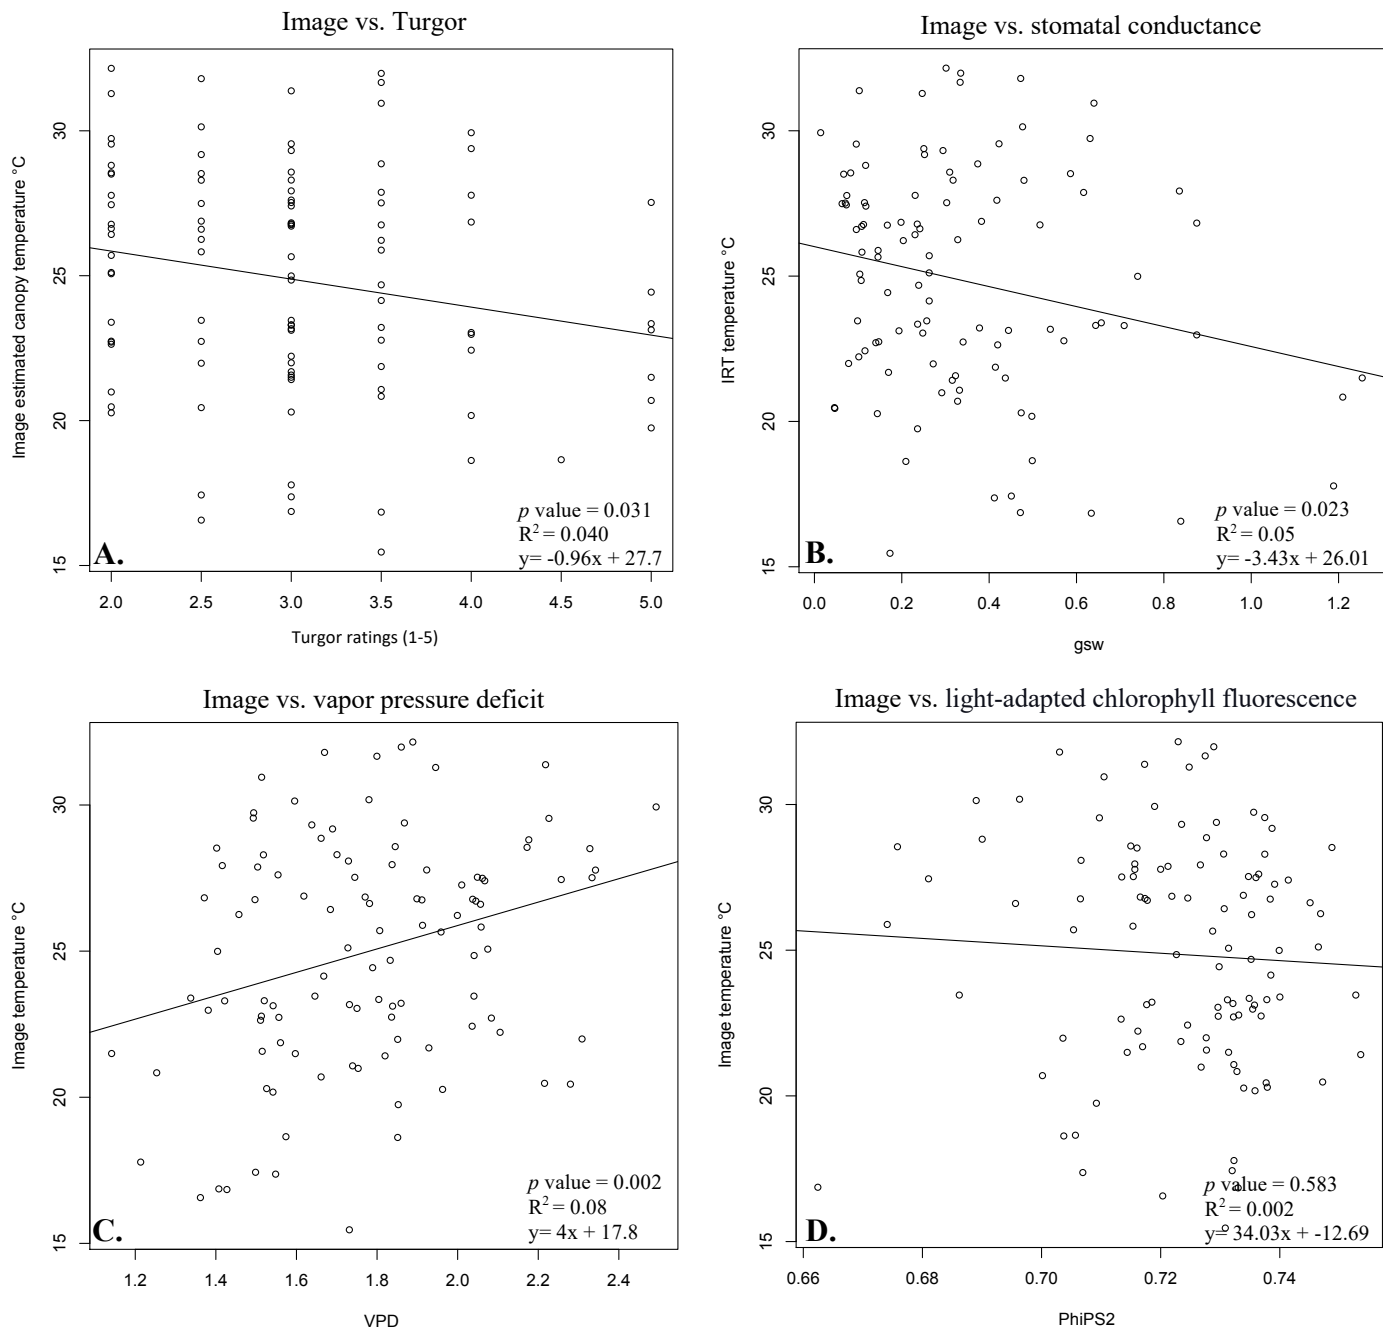 Image vs. Turgor
Image estimated canopy temperature °C
30
25
20
15
p value = 0.031
R² = 0.040
y= -0.96x + 27.7
A.
2.0 2.5 3.0 3.5 4.0 4.5 5.0
Turgor ratings (1-5)
Image vs. stomatal conductance
IRT temperature °C
30
25
20
15
p value = 0.023
R² = 0.05
y= -3.43x + 26.01
B.
0.0 0.2 0.4 0.6 0.8 1.0 1.2
gsw
Image vs. vapor pressure deficit
Image temperature °C
30
25
20
15
p value = 0.002
R² = 0.08
y= 4x + 17.8
C.
1.2 1.4 1.6 1.8 2.0 2.2 2.4
VPD
Image vs. light-adapted chlorophyll fluorescence
Image temperature °C
30
25
20
15
p value = 0.583
R² = 0.002
y= 34.03x + -12.69
D.
0.66 0.68 0.70 0.72 0.74
PhiPS2